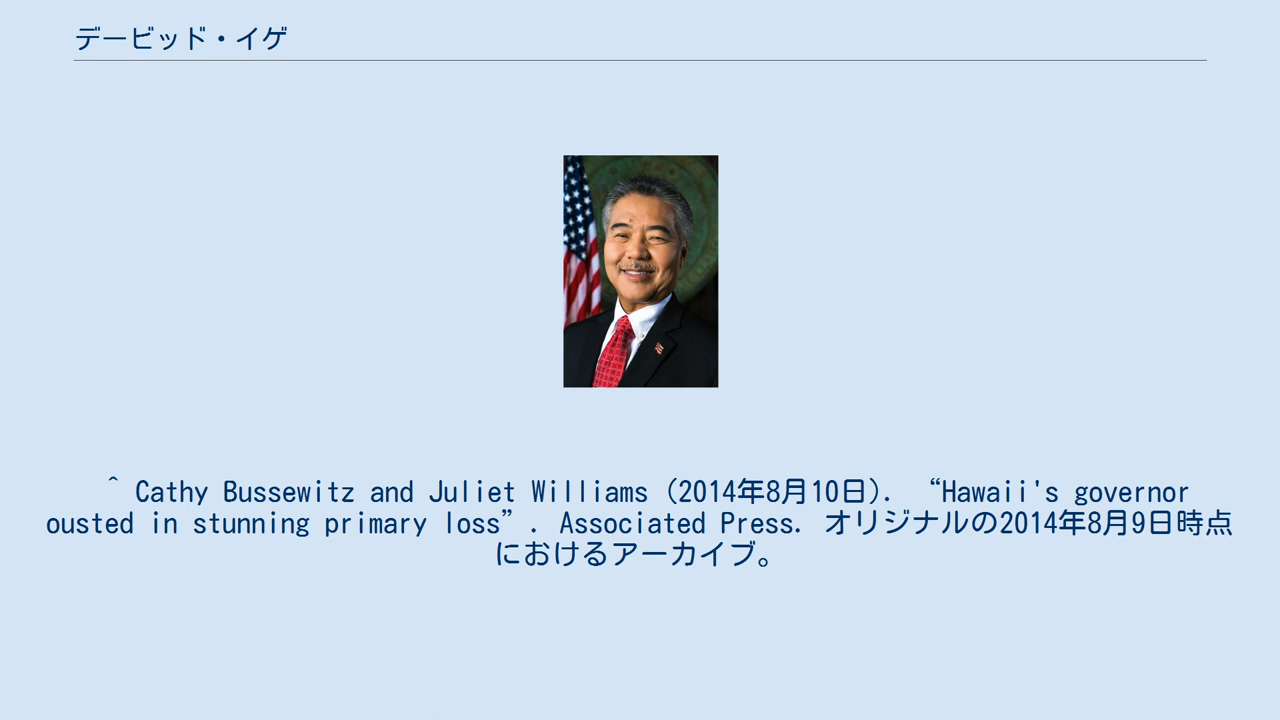 デービッド・イゲ
^ Cathy Bussewitz and Juliet Williams (2014年8月10日). “Hawaii's governor
ousted in stunning primary loss”. Associated Press. オリジナルの2014年8月9日時点
におけるアーカイブ。